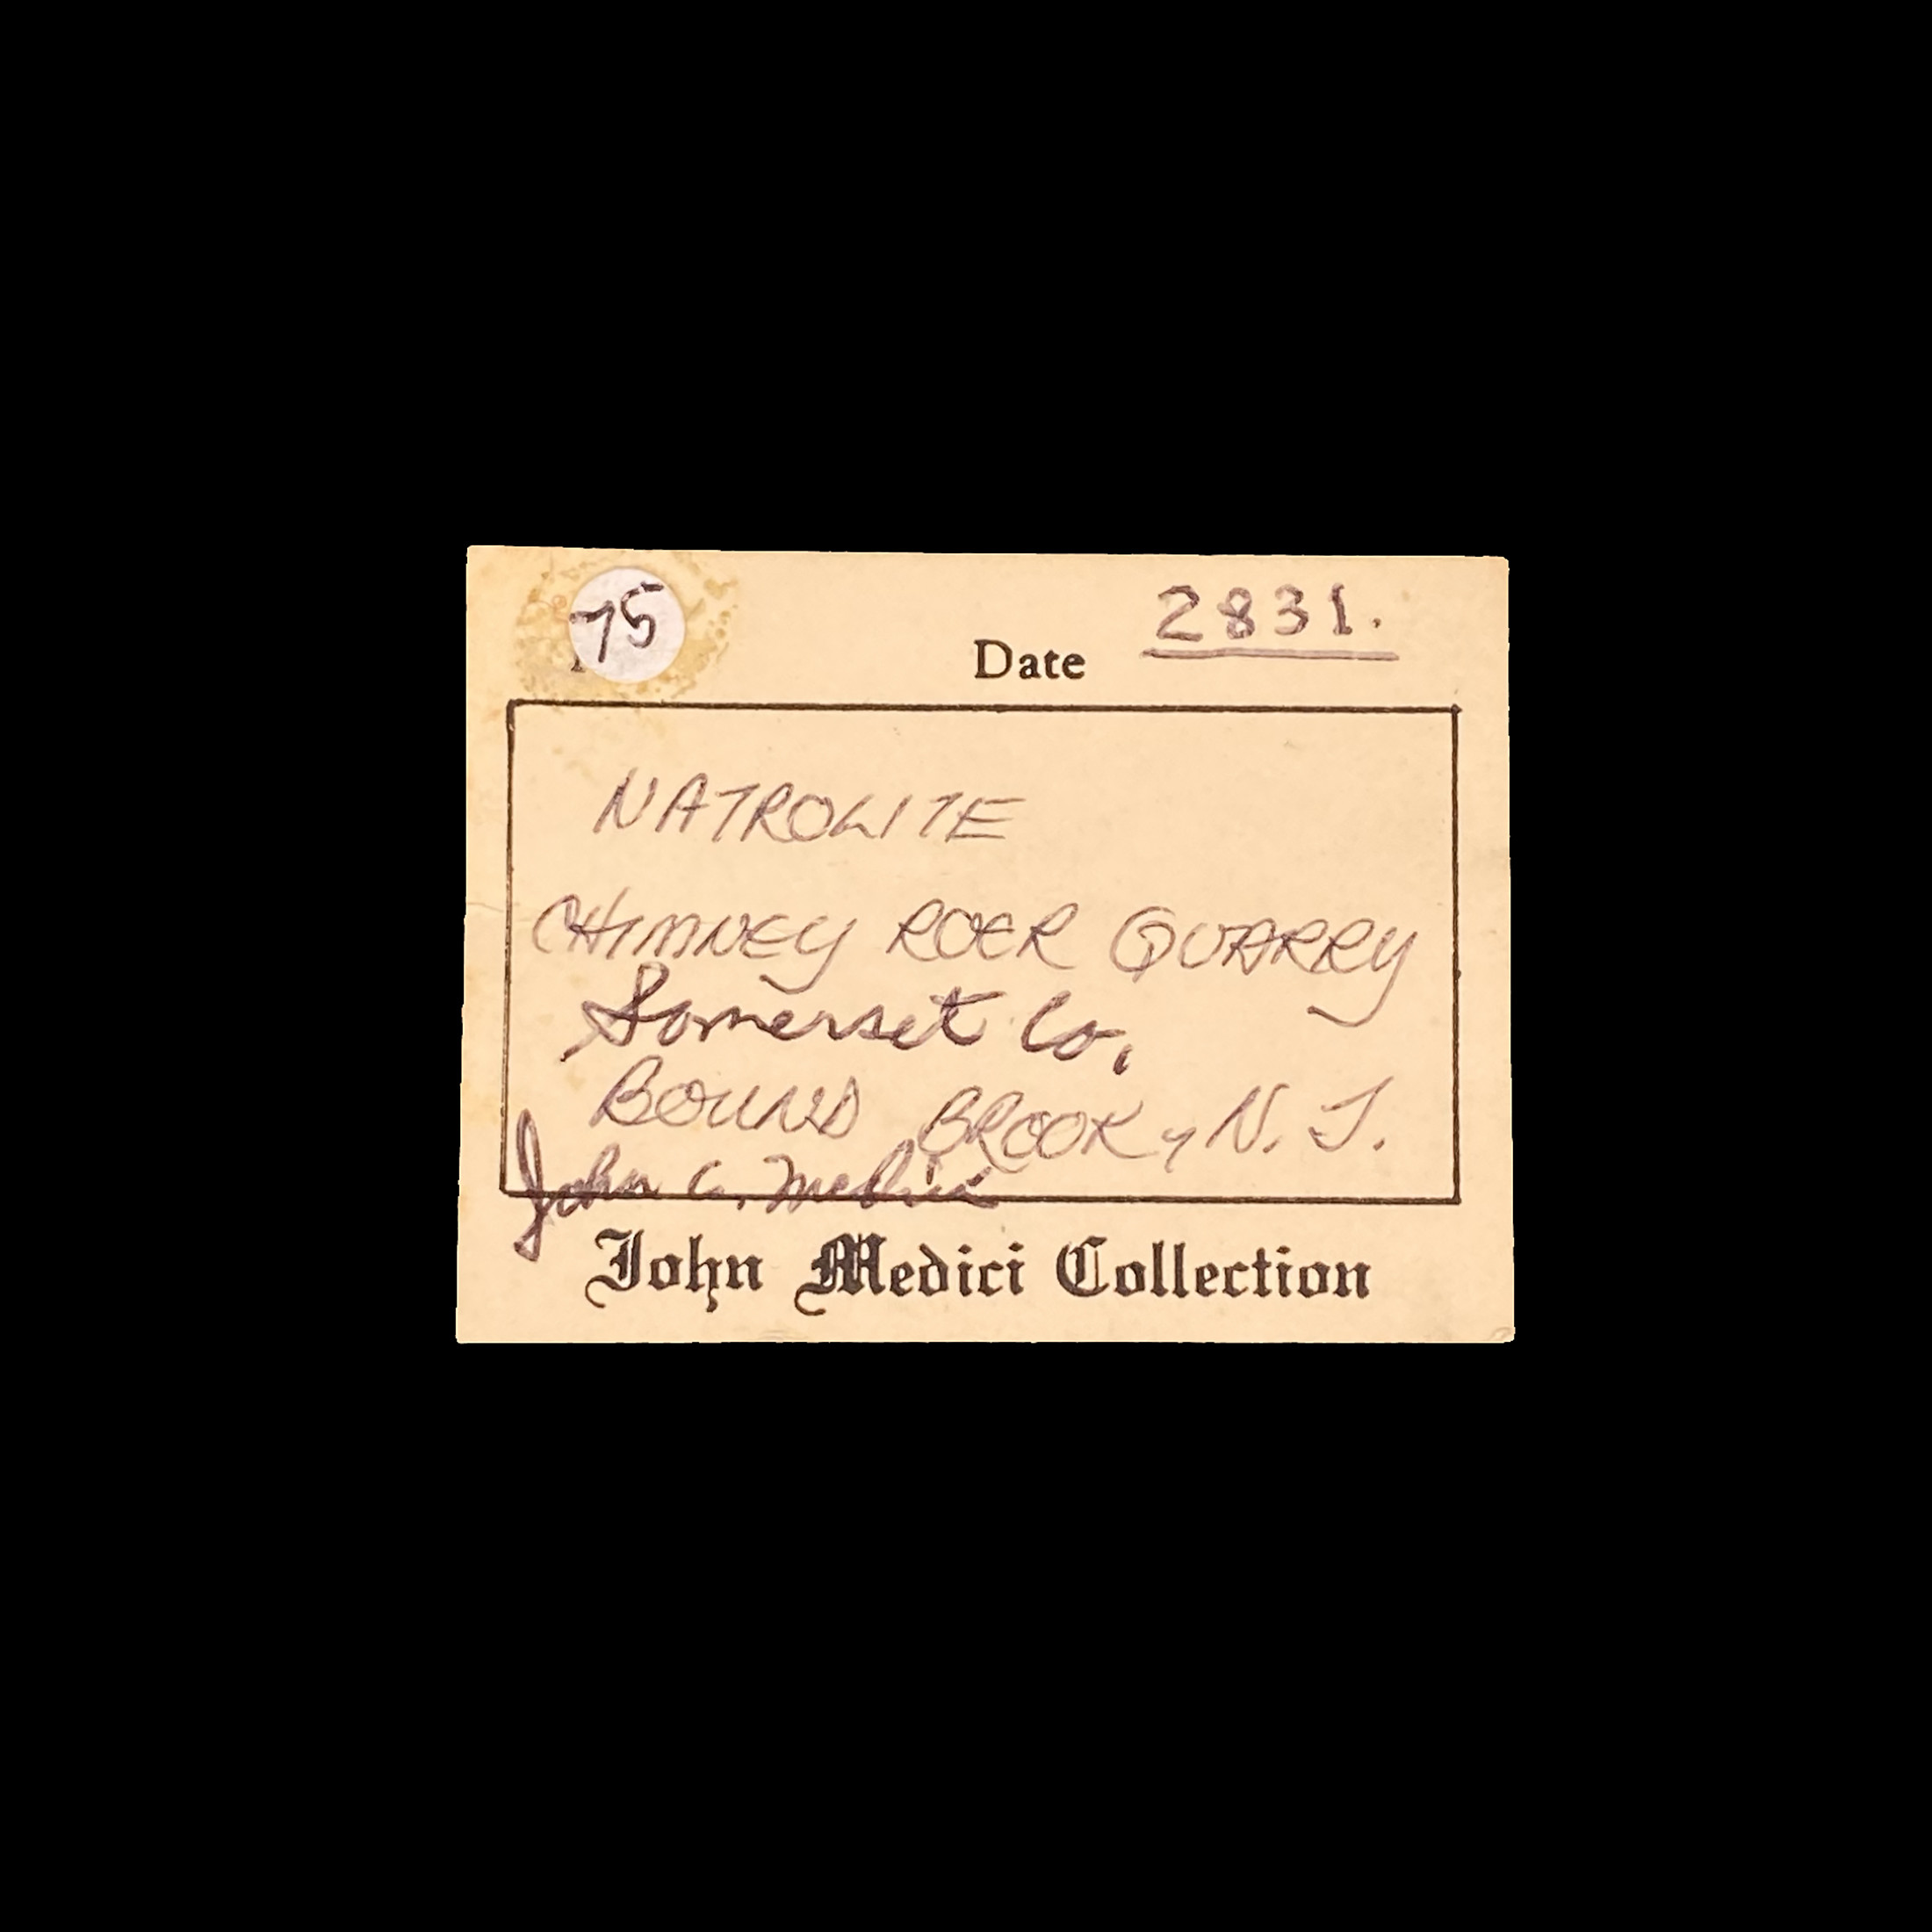 75
2831.
Date
NATROLITE
CHIMNEY ROCK QUARRY
Somerset Co.
BOUND BROOK, N.J.
John C. Medici
John Medici Collection